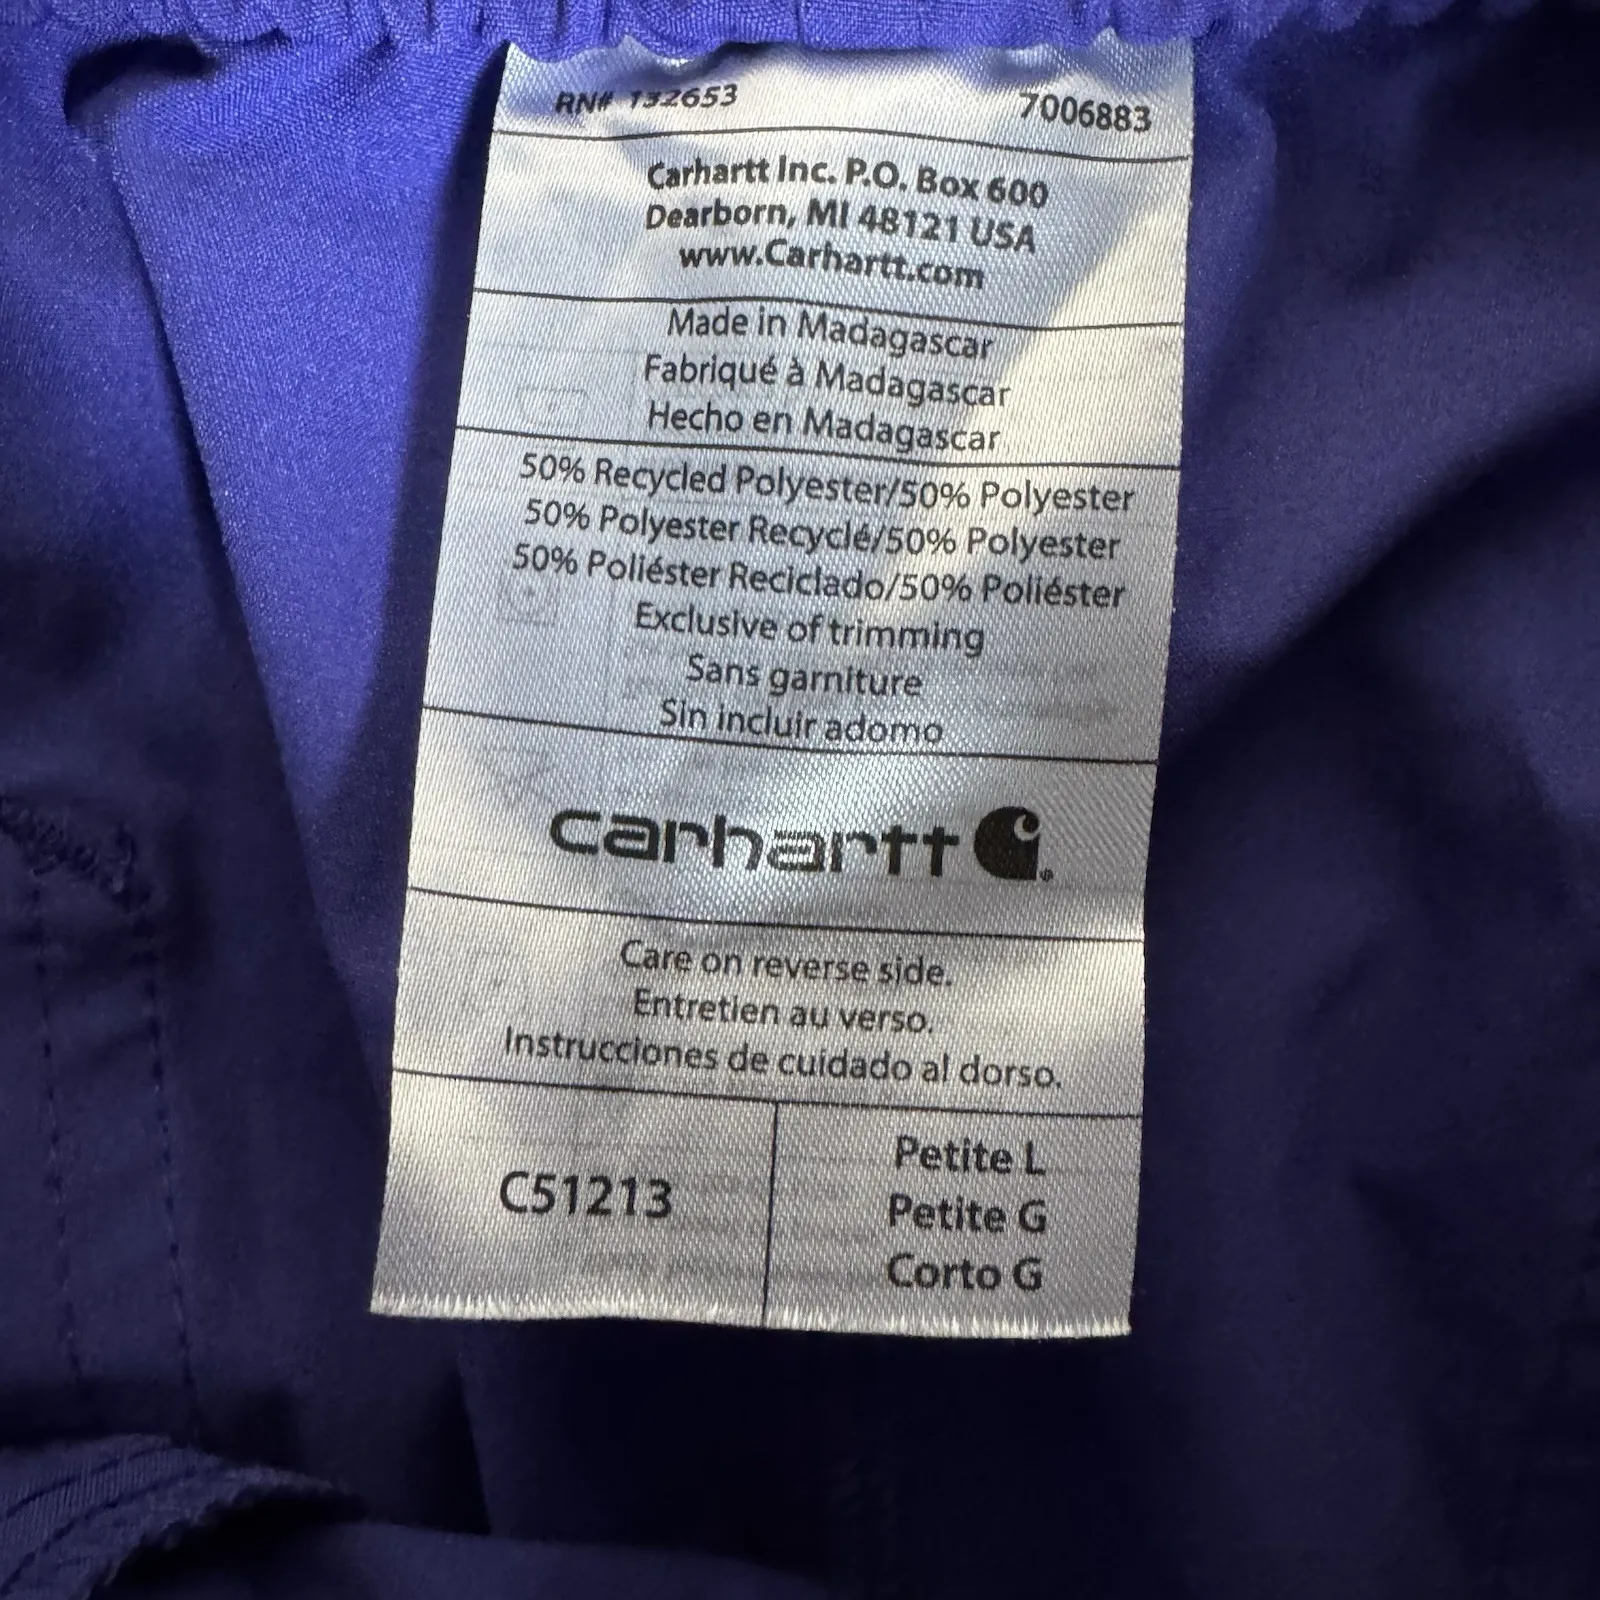 RN# 132653 7006883
Carhartt Inc. P.O. Box 600
Dearborn, MI 48121 USA
www.Carhartt.com
Made in Madagascar
Fabriqué à Madagascar
Hecho en Madagascar
50% Recycled Polyester/50% Polyester
50% Polyester Recyclé/50% Polyester
50% Poliéster Reciclado/50% Poliéster
Exclusive of trimming
Sans garniture
Sin incluir adorno
carhartt
Care on reverse side.
Entretien au verso.
Instrucciones de cuidado al dorso.
C51213
Petite L
Petite G
Corto G